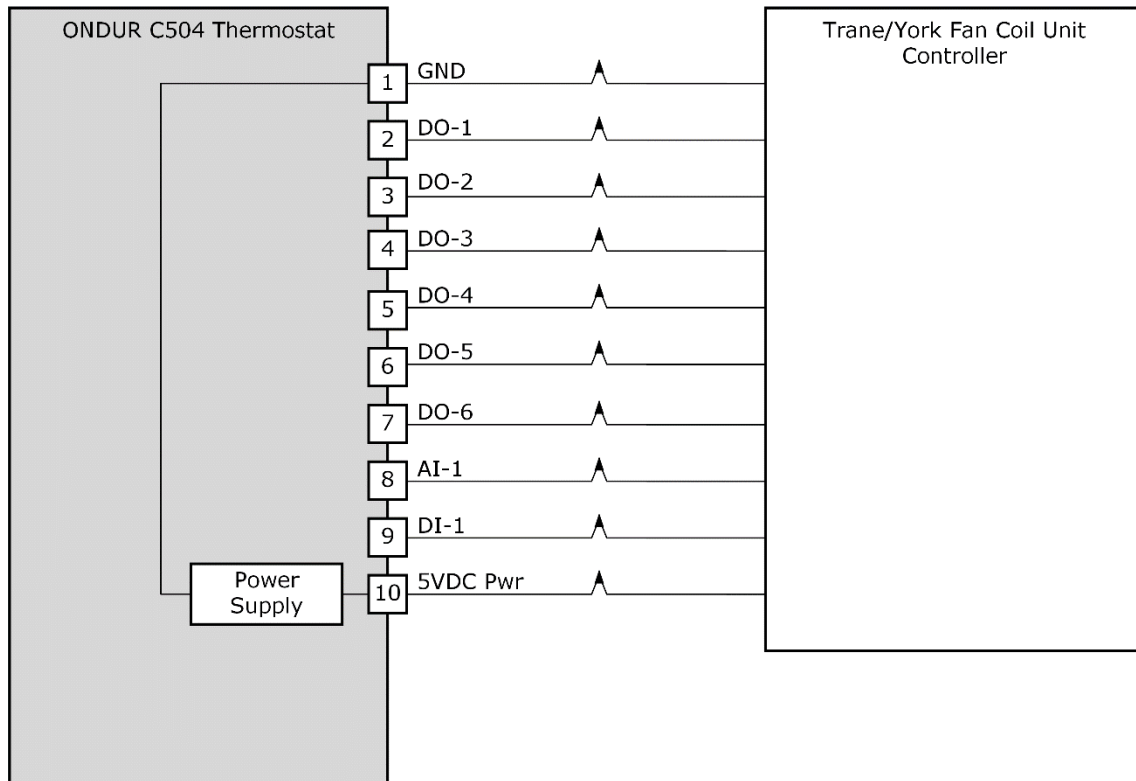 ONDUR C504 Thermostat
Trane/York Fan Coil Unit
Controller
1 GND
2 DO-1
3 DO-2
4 DO-3
5 DO-4
6 DO-5
7 DO-6
8 AI-1
9 DI-1
10 5VDC Pwr
Power
Supply